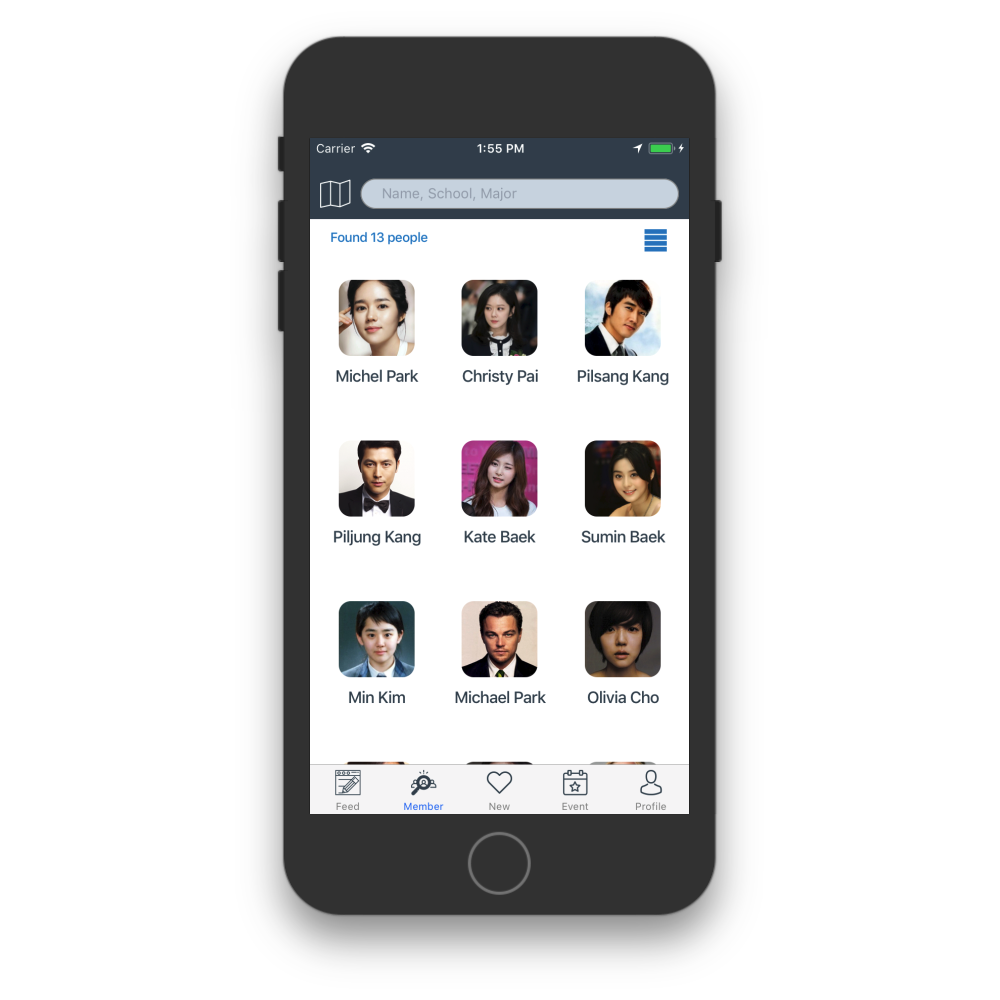 Carrier 1:55 PM
Name, School, Major
Found 13 people
Michel Park Christy Pai Pilsang Kang
Piljung Kang Kate Baek Sumin Baek
Min Kim Michael Park Olivia Cho
Feed Member New Event Profile